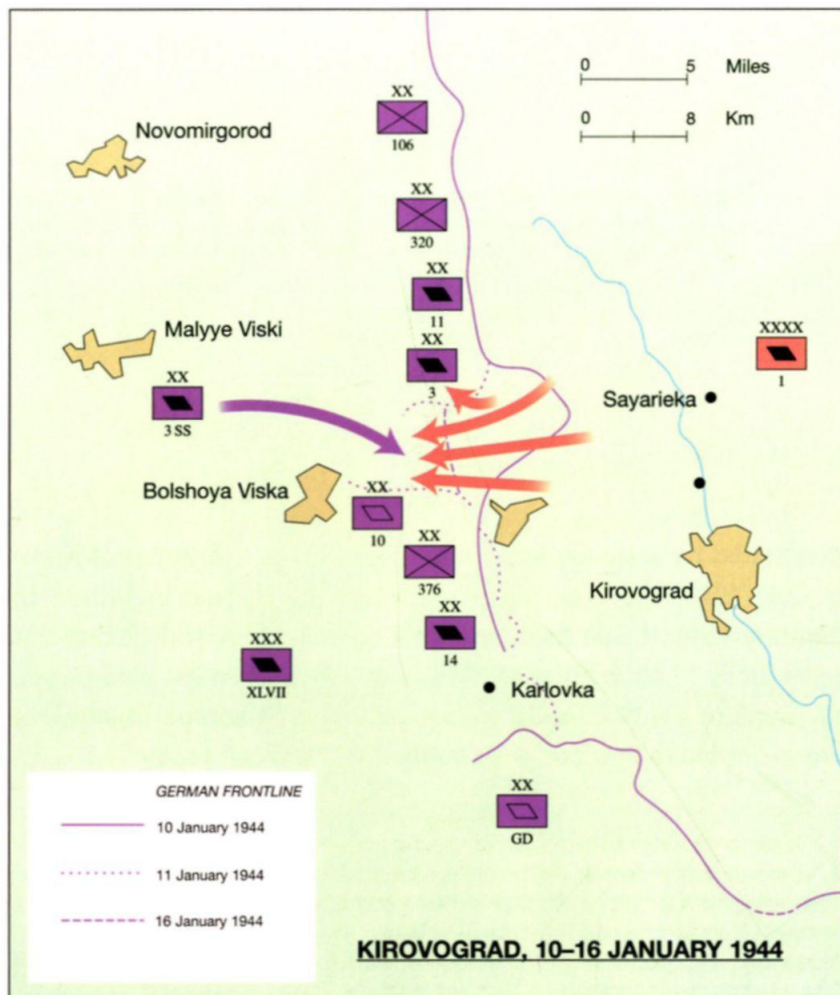 0 5 Miles
0 8 Km
XX
106
Novomirgorod
XX
320
XX
11
Malyye Viski
XX
3
XXXX
1
XX
3 SS
Sayarieka
Bolshoya Viska
XX
10
XX
376
Kirovograd
XX
14
XXX
XLVII
Karlovka
XX
GD
GERMAN FRONTLINE
10 January 1944
11 January 1944
16 January 1944
KIROVOGRAD, 10–16 JANUARY 1944